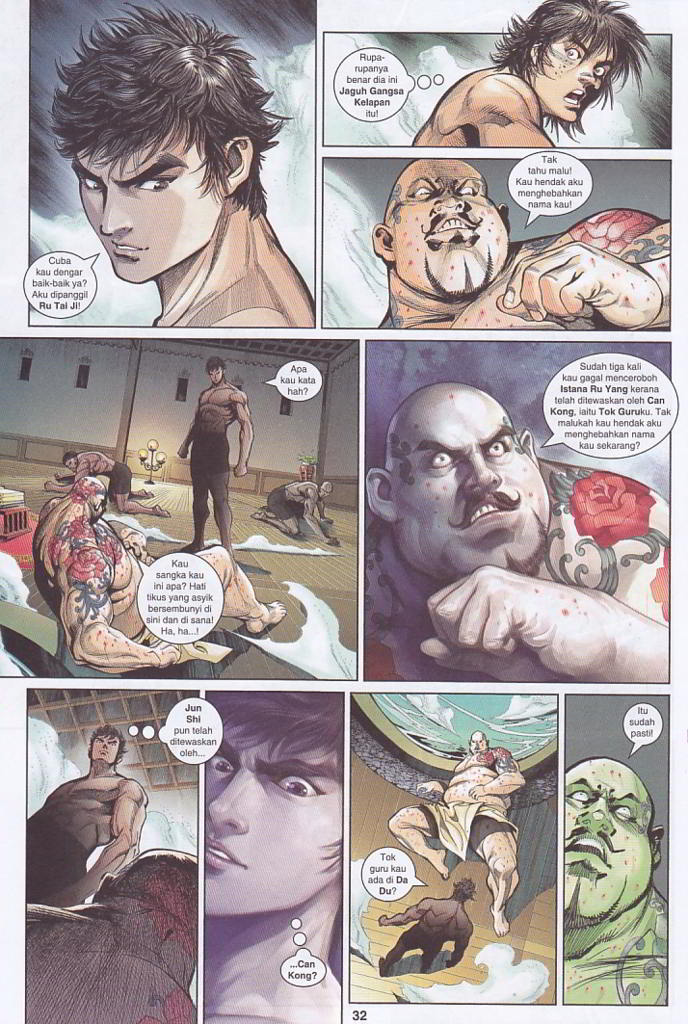 Cuba
kau dengar
baik-baik ya?
Aku dipanggil
Ru Tai Ji!
Rupa-
rupanya
benar dia ini
Jaguh Gangsa
Kelapan
itu!
Tak
tahu malu!
Kau hendak aku
menghebahkan
nama kau!
Apa
kau kata
hah?
Kau
sangka kau
ini apa? Hati
tikus yang asyik
bersembunyi di
sini dan di sana!
Ha, ha...!
Sudah tiga kali
kau gagal menceroboh
Istana Ru Yang kerana
telah ditewaskan oleh Can
Kong, iaitu Tok Guruku. Tak
malukah kau hendak aku
menghebahkan nama
kau sekarang?
Jun
Shi
pun telah
ditewaskan
oleh...
...Can
Kong?
Tok
guru kau
ada di Da
Du?
Itu
sudah
pasti!
32